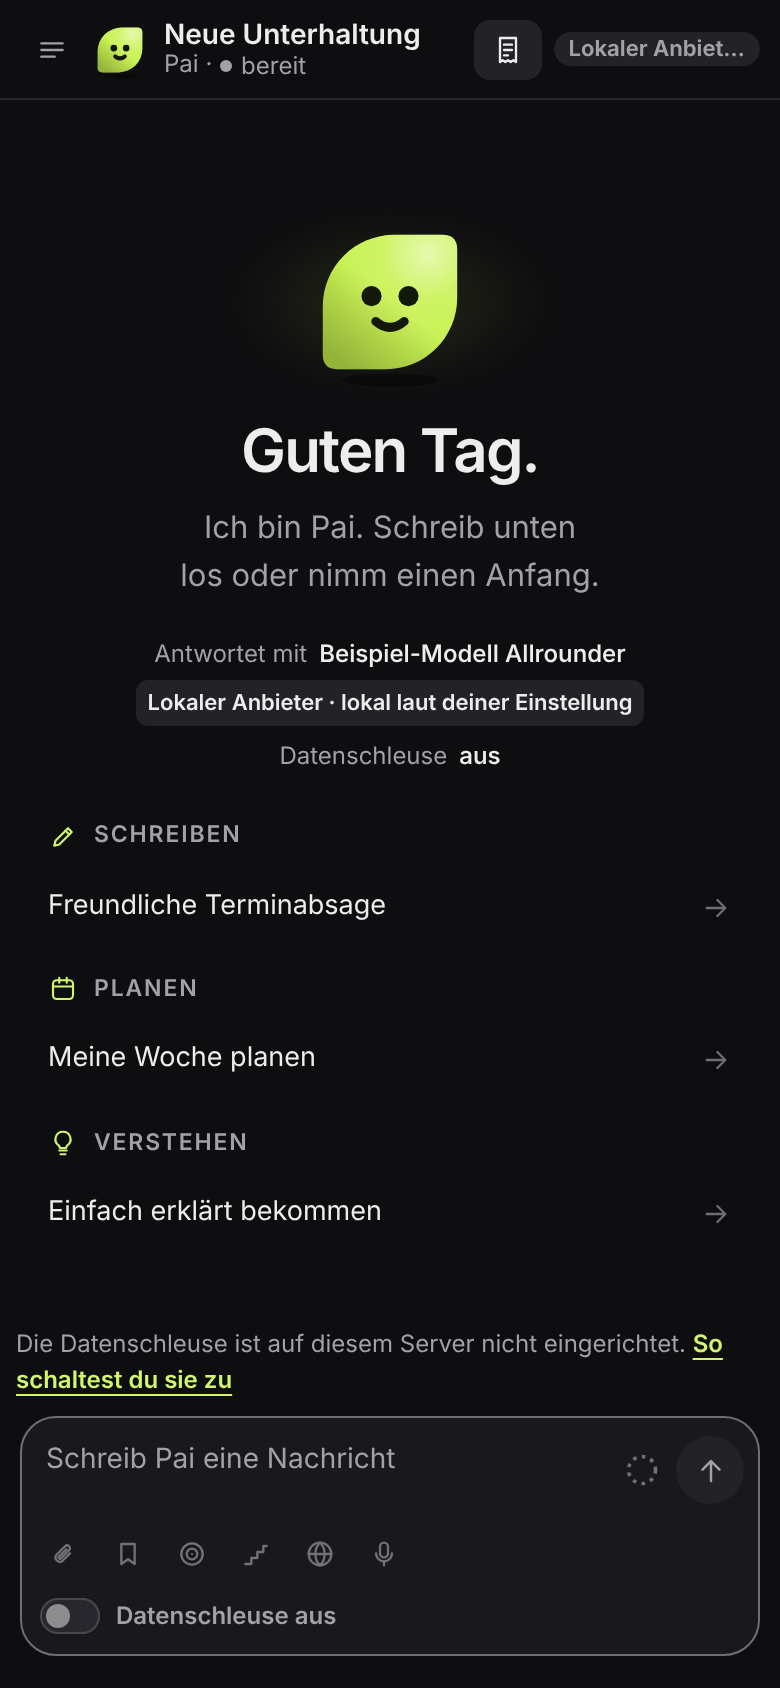 Neue Unterhaltung
Pai · bereit
Lokaler Anbiet...
Guten Tag.
Ich bin Pai. Schreib unten
los oder nimm einen Anfang.
Antwortet mit Beispiel-Modell Allrounder
Lokaler Anbieter · lokal laut deiner Einstellung
Datenschleuse aus
SCHREIBEN
Freundliche Terminabsage
PLANEN
Meine Woche planen
VERSTEHEN
Einfach erklärt bekommen
Die Datenschleuse ist auf diesem Server nicht eingerichtet. So
schaltest du sie zu
Schreib Pai eine Nachricht
Datenschleuse aus